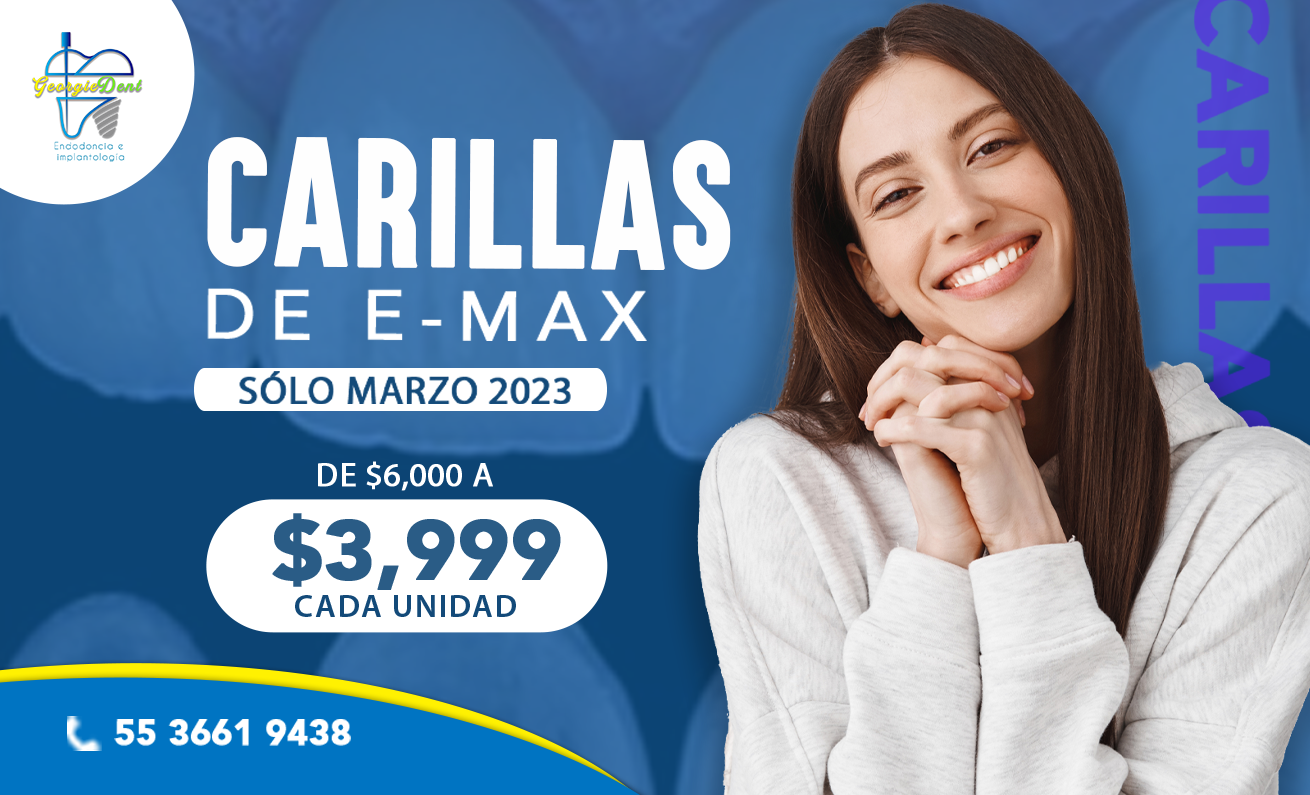 GeorgieDent
Endodoncia e
Implantología
CARILLAS
DE E-MAX
SÓLO MARZO 2023
DE $6,000 A
$3,999
CADA UNIDAD
55 3661 9438
CARILLAS